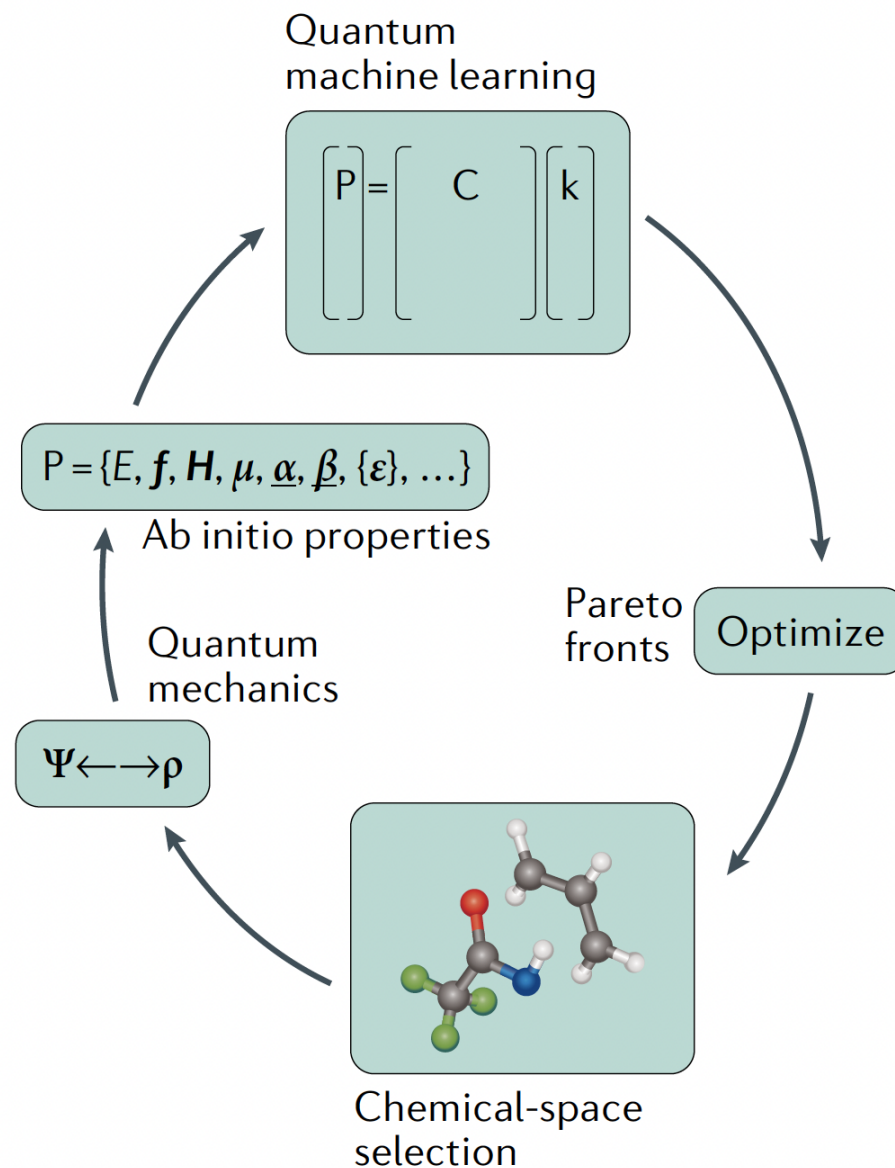 Quantum
machine learning
P = C k
P = {E, f, H, μ, α, β, {ε}, …}
Ab initio properties
Pareto
fronts
Optimize
Quantum
mechanics
Ψ←→ρ
Chemical-space
selection